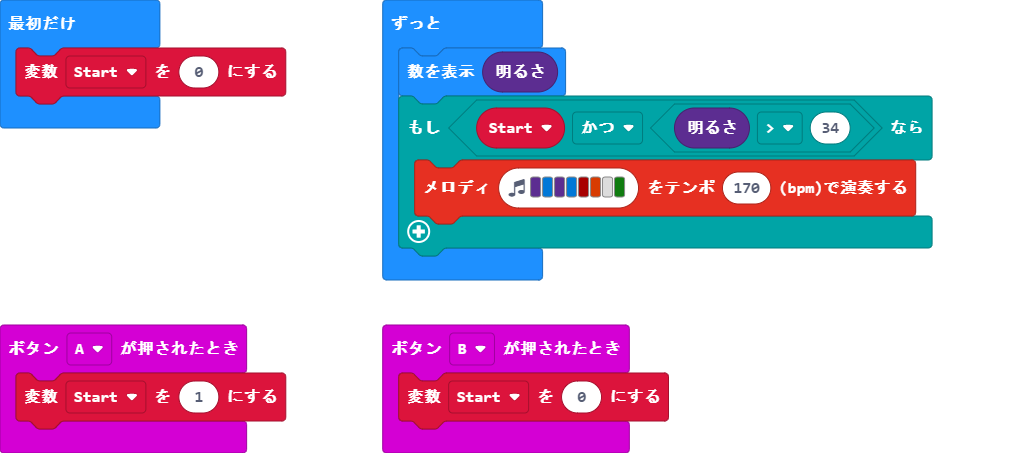 最初だけ
変数 Start を 0 にする
ずっと
数を表示 明るさ
もし Start かつ 明るさ > 34 なら
メロディ をテンポ 170 (bpm)で演奏する
ボタン A が押されたとき
変数 Start を 1 にする
ボタン B が押されたとき
変数 Start を 0 にする